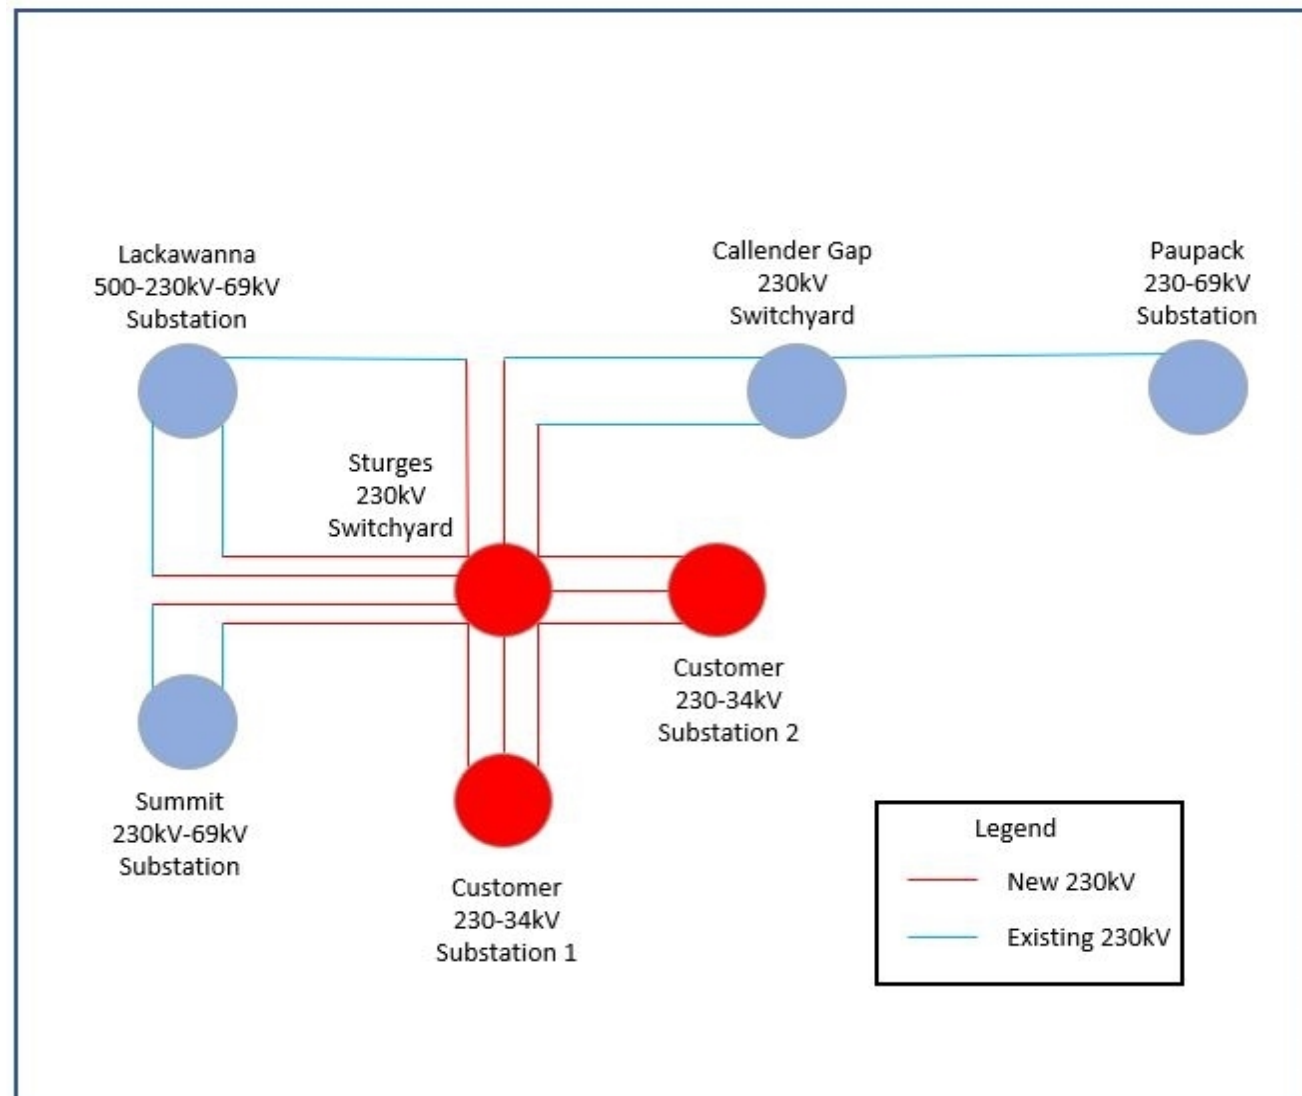 Lackawanna
500-230kV-69kV
Substation
Callender Gap
230kV
Switchyard
Paupack
230-69kV
Substation
Sturges
230kV
Switchyard
Customer
230-34kV
Substation 2
Summit
230kV-69kV
Substation
Customer
230-34kV
Substation 1
Legend
New 230kV
Existing 230kV